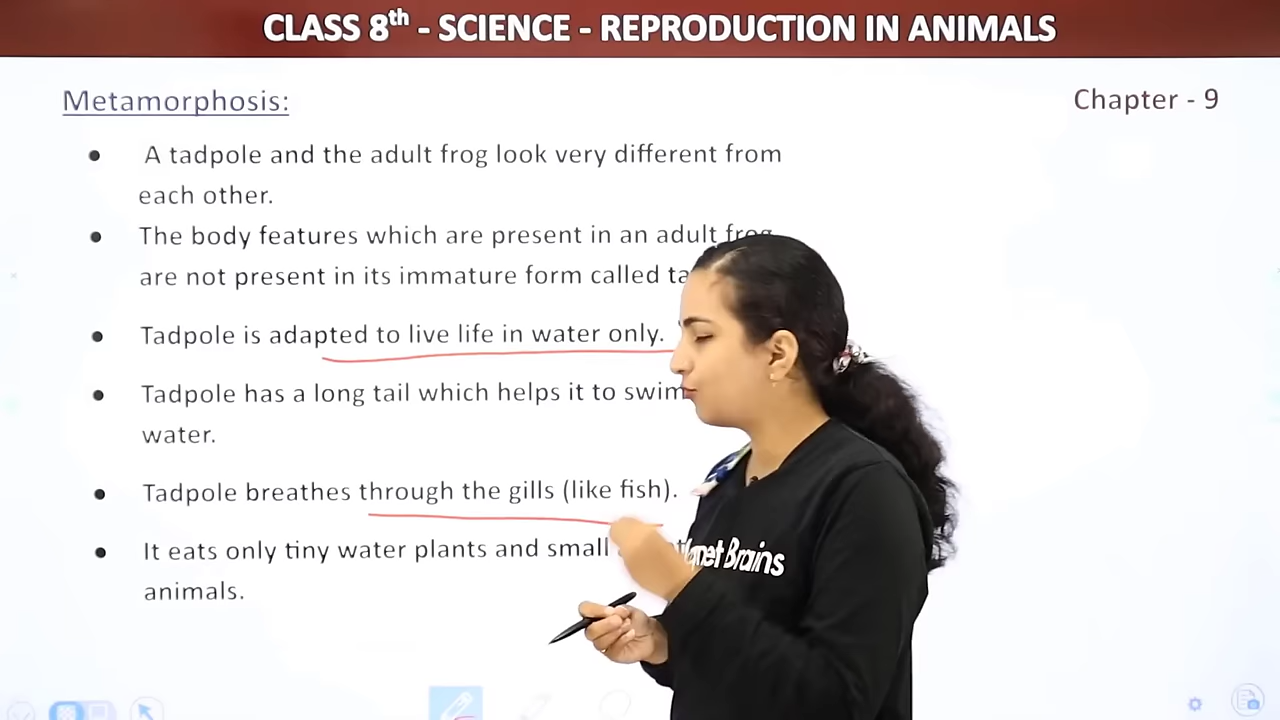 CLASS 8th - SCIENCE - REPRODUCTION IN ANIMALS
Metamorphosis:
Chapter - 9
• A tadpole and the adult frog look very different from
each other.
• The body features which are present in an adult frog
are not present in its immature form called
• Tadpole is adapted to live life in water only.
• Tadpole has a long tail which helps it to swim
water.
• Tadpole breathes through the gills (like fish).
• It eats only tiny water plants and small
animals.
Brains